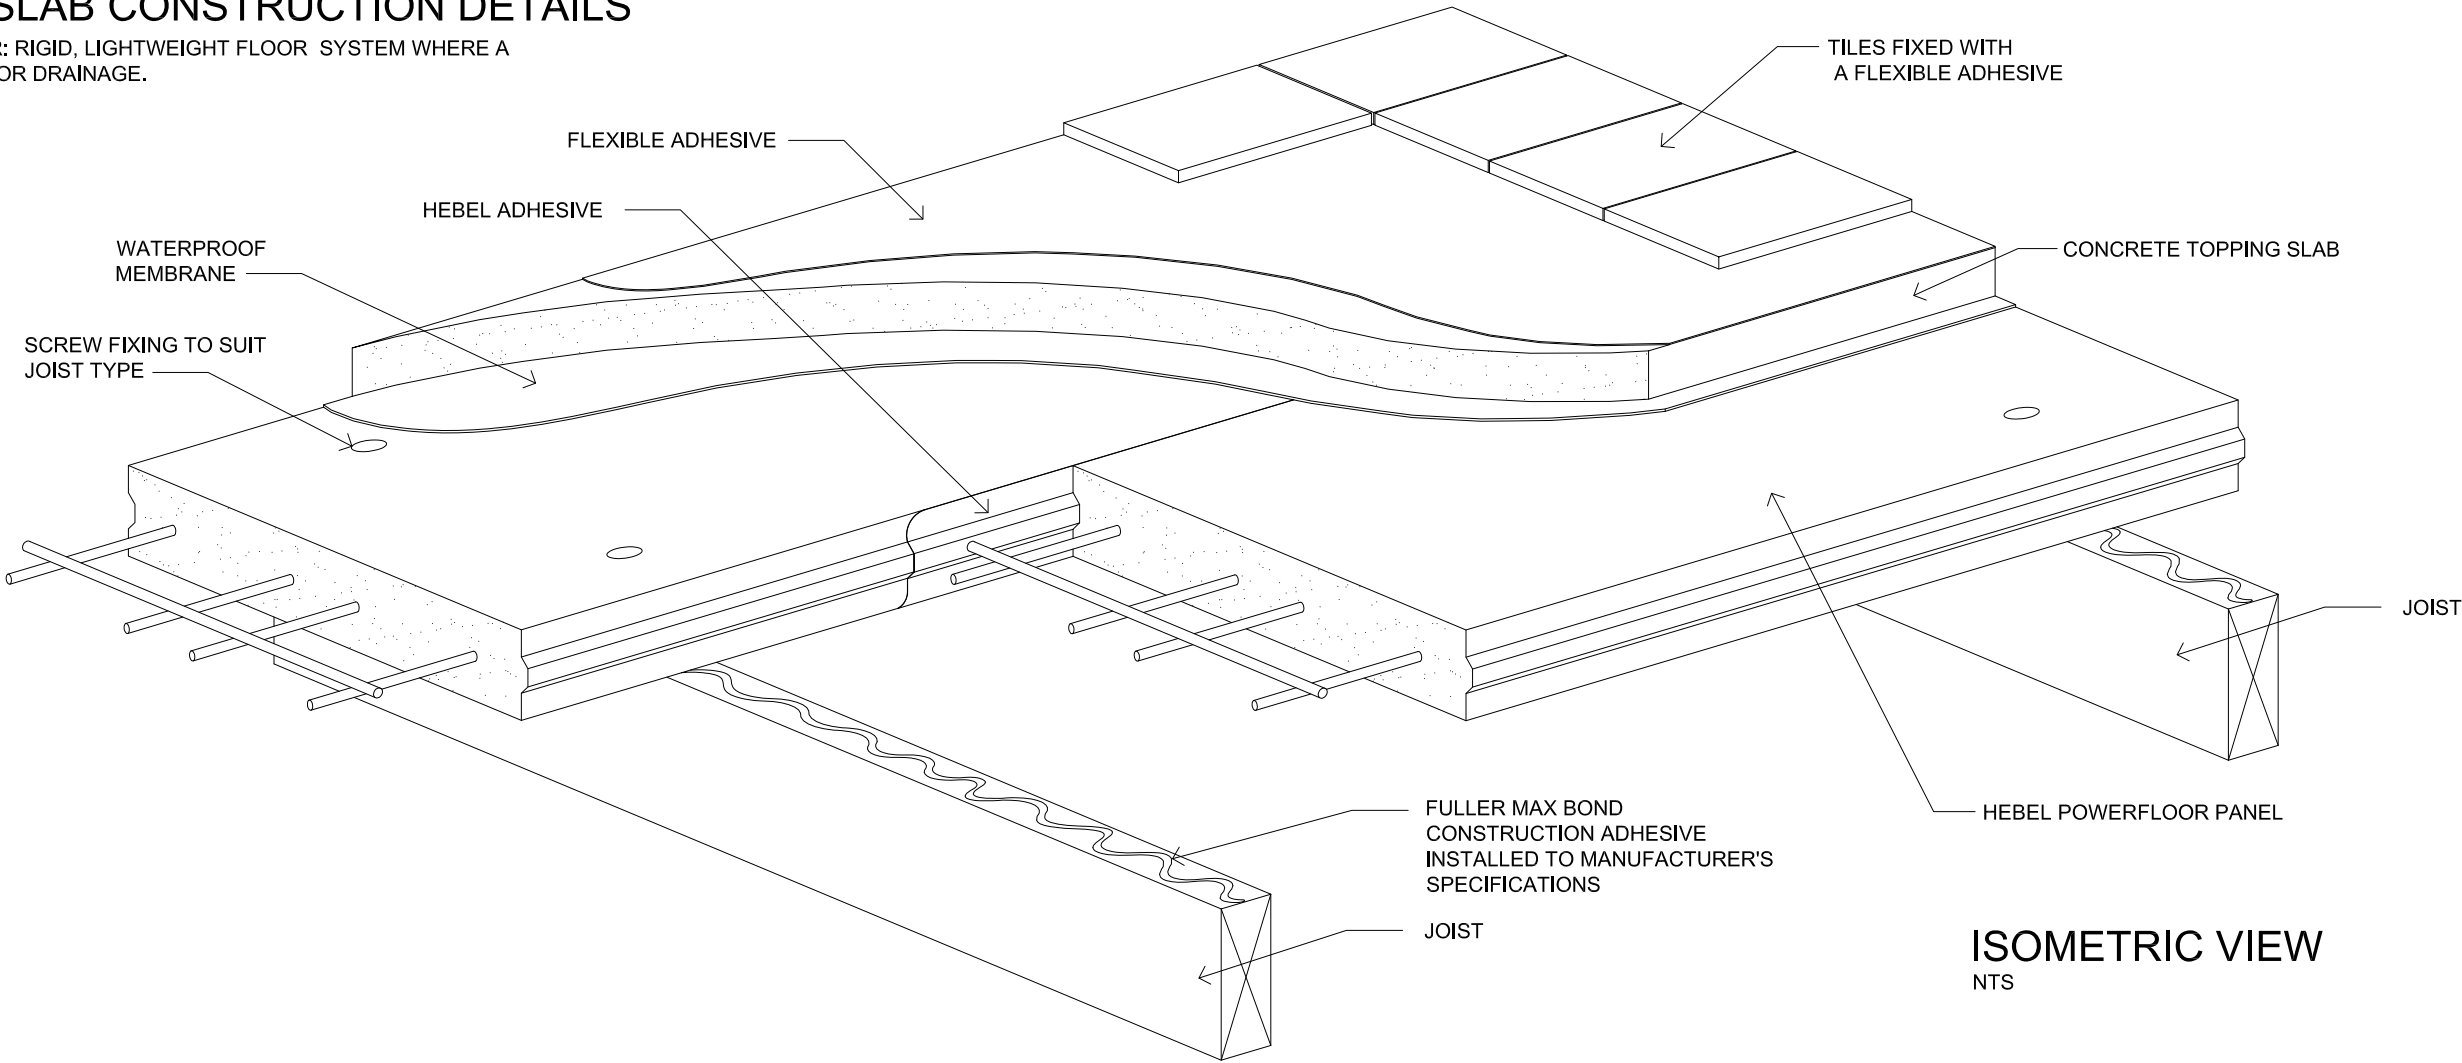 SLAB CONSTRUCTION DETAILS
: RIGID, LIGHTWEIGHT FLOOR SYSTEM WHERE A
OR DRAINAGE.
TILES FIXED WITH
A FLEXIBLE ADHESIVE
FLEXIBLE ADHESIVE
HEBEL ADHESIVE
WATERPROOF
MEMBRANE
CONCRETE TOPPING SLAB
SCREW FIXING TO SUIT
JOIST TYPE
JOIST
FULLER MAX BOND
CONSTRUCTION ADHESIVE
INSTALLED TO MANUFACTURER'S
SPECIFICATIONS
HEBEL POWERFLOOR PANEL
JOIST
ISOMETRIC VIEW
NTS